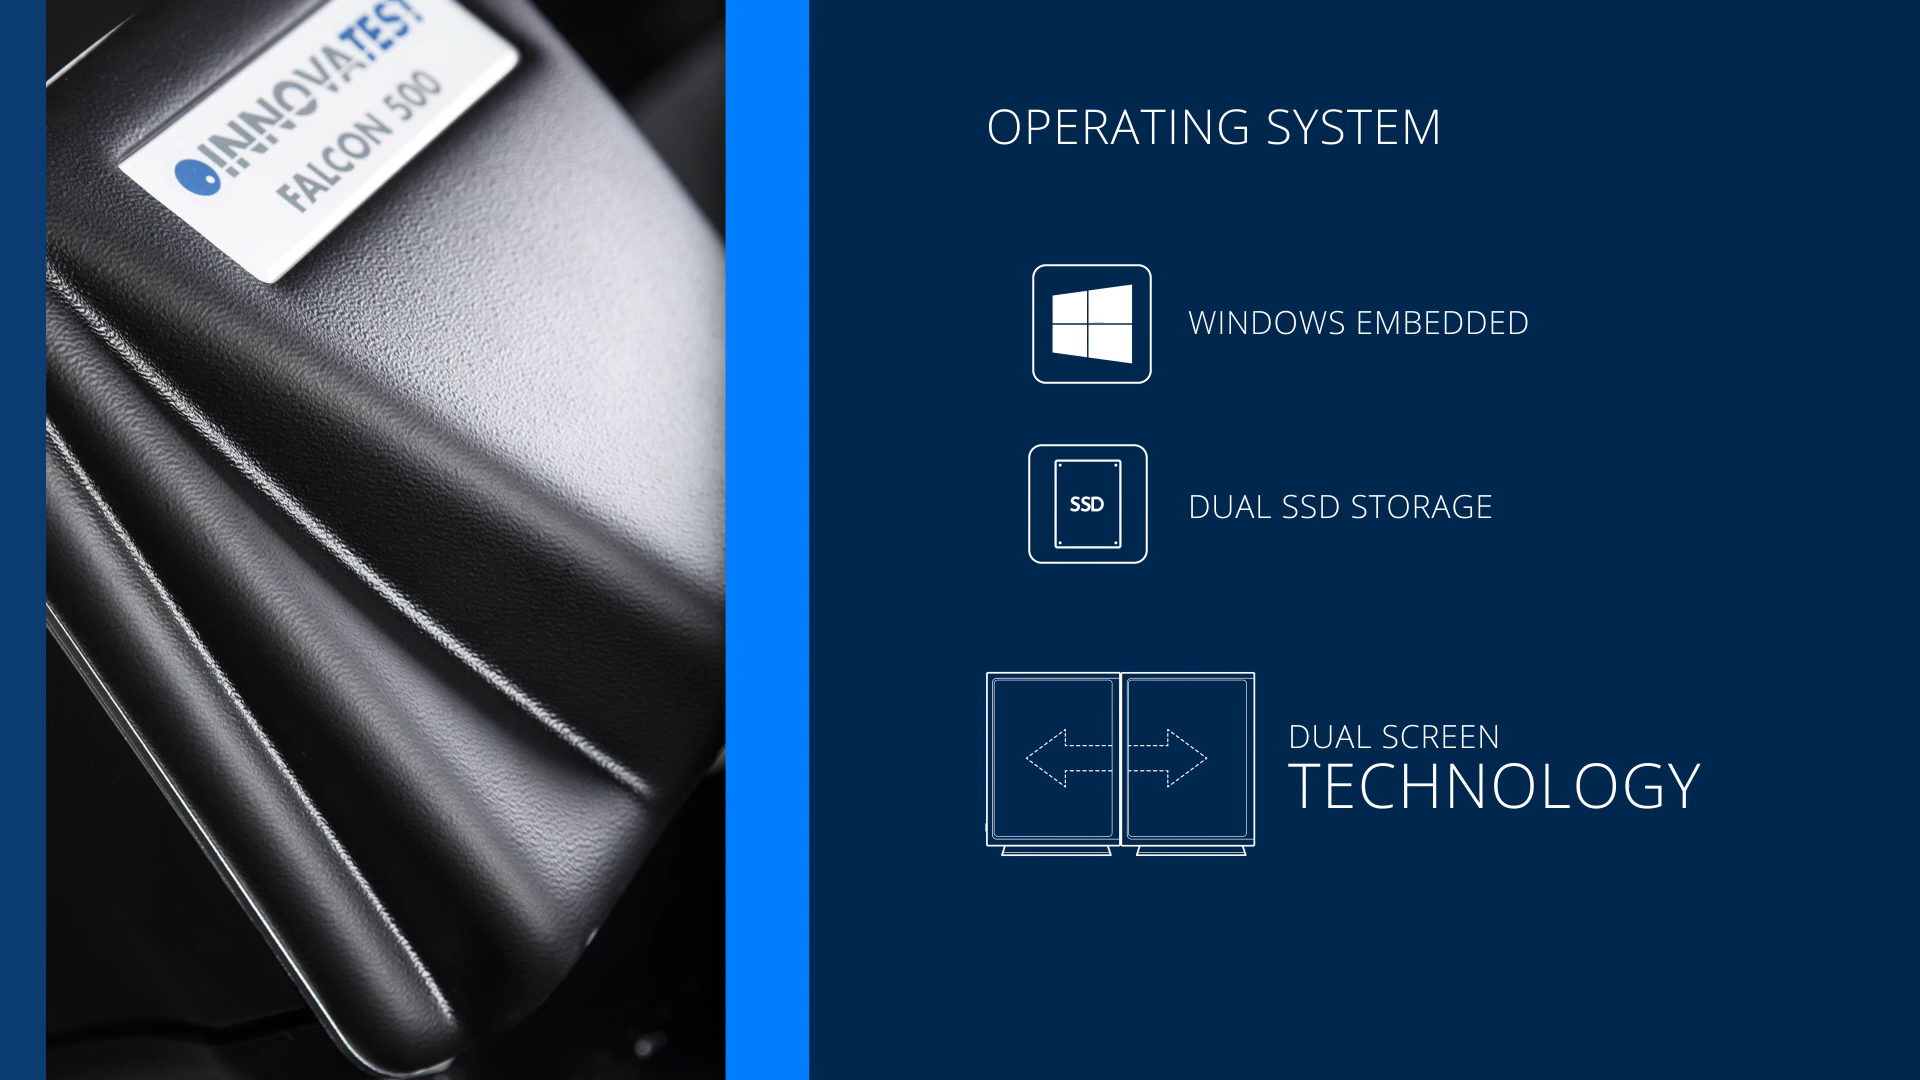 INNOVATEST
FALCON 500
OPERATING SYSTEM
WINDOWS EMBEDDED
SSD
DUAL SSD STORAGE
DUAL SCREEN
TECHNOLOGY